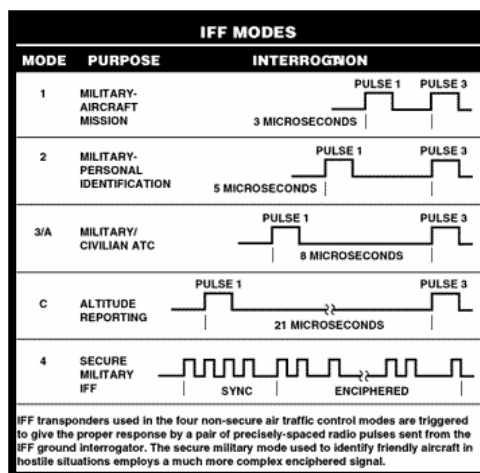 IFF MODES
MODE PURPOSE INTERROGATION
PULSE 1 PULSE 3
1 MILITARY-
AIRCRAFT
MISSION
3 MICROSECONDS
PULSE 1 PULSE 3
2 MILITARY-
PERSONAL
IDENTIFICATION
5 MICROSECONDS
PULSE 1 PULSE 3
3/A MILITARY/
CIVILIAN ATC
8 MICROSECONDS
PULSE 1 PULSE 3
C ALTITUDE
REPORTING
21 MICROSECONDS
4 SECURE
MILITARY
IFF
SYNC ENCIPHERED
IFF transponders used in the four non-secure air traffic control modes are triggered
to give the proper response by a pair of precisely-spaced radio pulses sent from the
IFF ground interrogator. The secure military mode used to identify friendly aircraft in
hostile situations employs a much more complex enciphered signal.